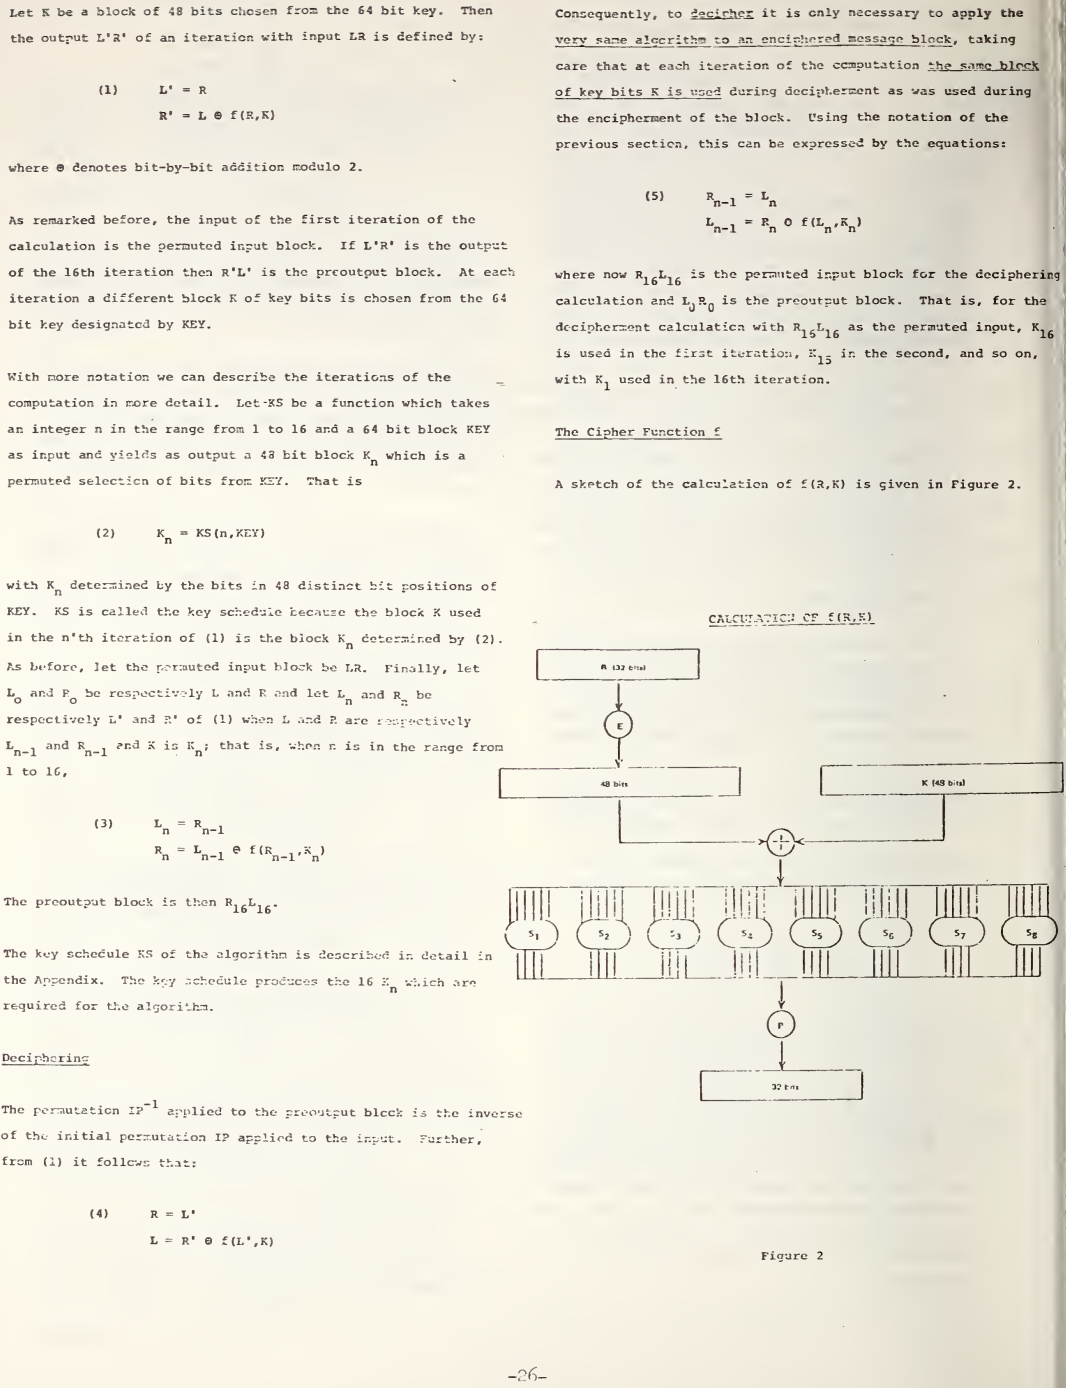 Let K be a block of 48 bits chosen from the 64 bit key. Then
the output L'R' of an iteration with input LR is defined by:
(1) L' = R
R' = L ⊕ f(R,K)
where ⊕ denotes bit-by-bit addition modulo 2.
As remarked before, the input of the first iteration of the
calculation is the permuted input block. If L'R' is the output
of the 16th iteration then R'L' is the preoutput block. At each
iteration a different block K of key bits is chosen from the 64
bit key designated by KEY.
With more notation we can describe the iterations of the
computation in more detail. Let KS be a function which takes
an integer n in the range from 1 to 16 and a 64 bit block KEY
as input and yields as output a 48 bit block Kn which is a
permuted selection of bits from KEY. That is
(2) Kn = KS(n,KEY)
with Kn determined by the bits in 48 distinct bit positions of
KEY. KS is called the key schedule because the block K used
in the n'th iteration of (1) is the block Kn determined by (2).
As before, let the permuted input block be LR. Finally, let
Lo and Ro be respectively L and R and let Ln and Rn be
respectively L' and R' of (1) when L and R are respectively
Ln-1 and Rn-1 and K is Kn; that is, when n is in the range from
1 to 16,
(3) Ln = Rn-1
Rn = Ln-1 ⊕ f(Rn-1,Kn)
The preoutput block is then R16L16.
The key schedule KS of the algorithm is described in detail in
the Appendix. The key schedule produces the 16 Kn which are
required for the algorithm.
Deciphering
The permutation IP-1 applied to the preoutput block is the inverse
of the initial permutation IP applied to the input. Further,
from (1) it follows that:
(4) R = L'
L = R' ⊕ f(L',K)
Consequently, to decipher it is only necessary to apply the
very same algorithm to an enciphered message block, taking
care that at each iteration of the computation the same block
of key bits K is used during decipherment as was used during
the encipherment of the block. Using the notation of the
previous section, this can be expressed by the equations:
(5) Rn-1 = Ln
Ln-1 = Rn ⊕ f(Ln,Kn)
where now R16L16 is the permuted input block for the deciphering
calculation and L0R0 is the preoutput block. That is, for the
decipherment calculation with R16L16 as the permuted input, K16
is used in the first iteration, K15 in the second, and so on,
with K1 used in the 16th iteration.
The Cipher Function f
A sketch of the calculation of f(R,K) is given in Figure 2.
CALCULATION OF f(R,K)
R (32 bits)
E
48 bits
K (48 bits)
+
S1 S2 S3 S4 S5 S6 S7 S8
P
32 bits
Figure 2
-26-